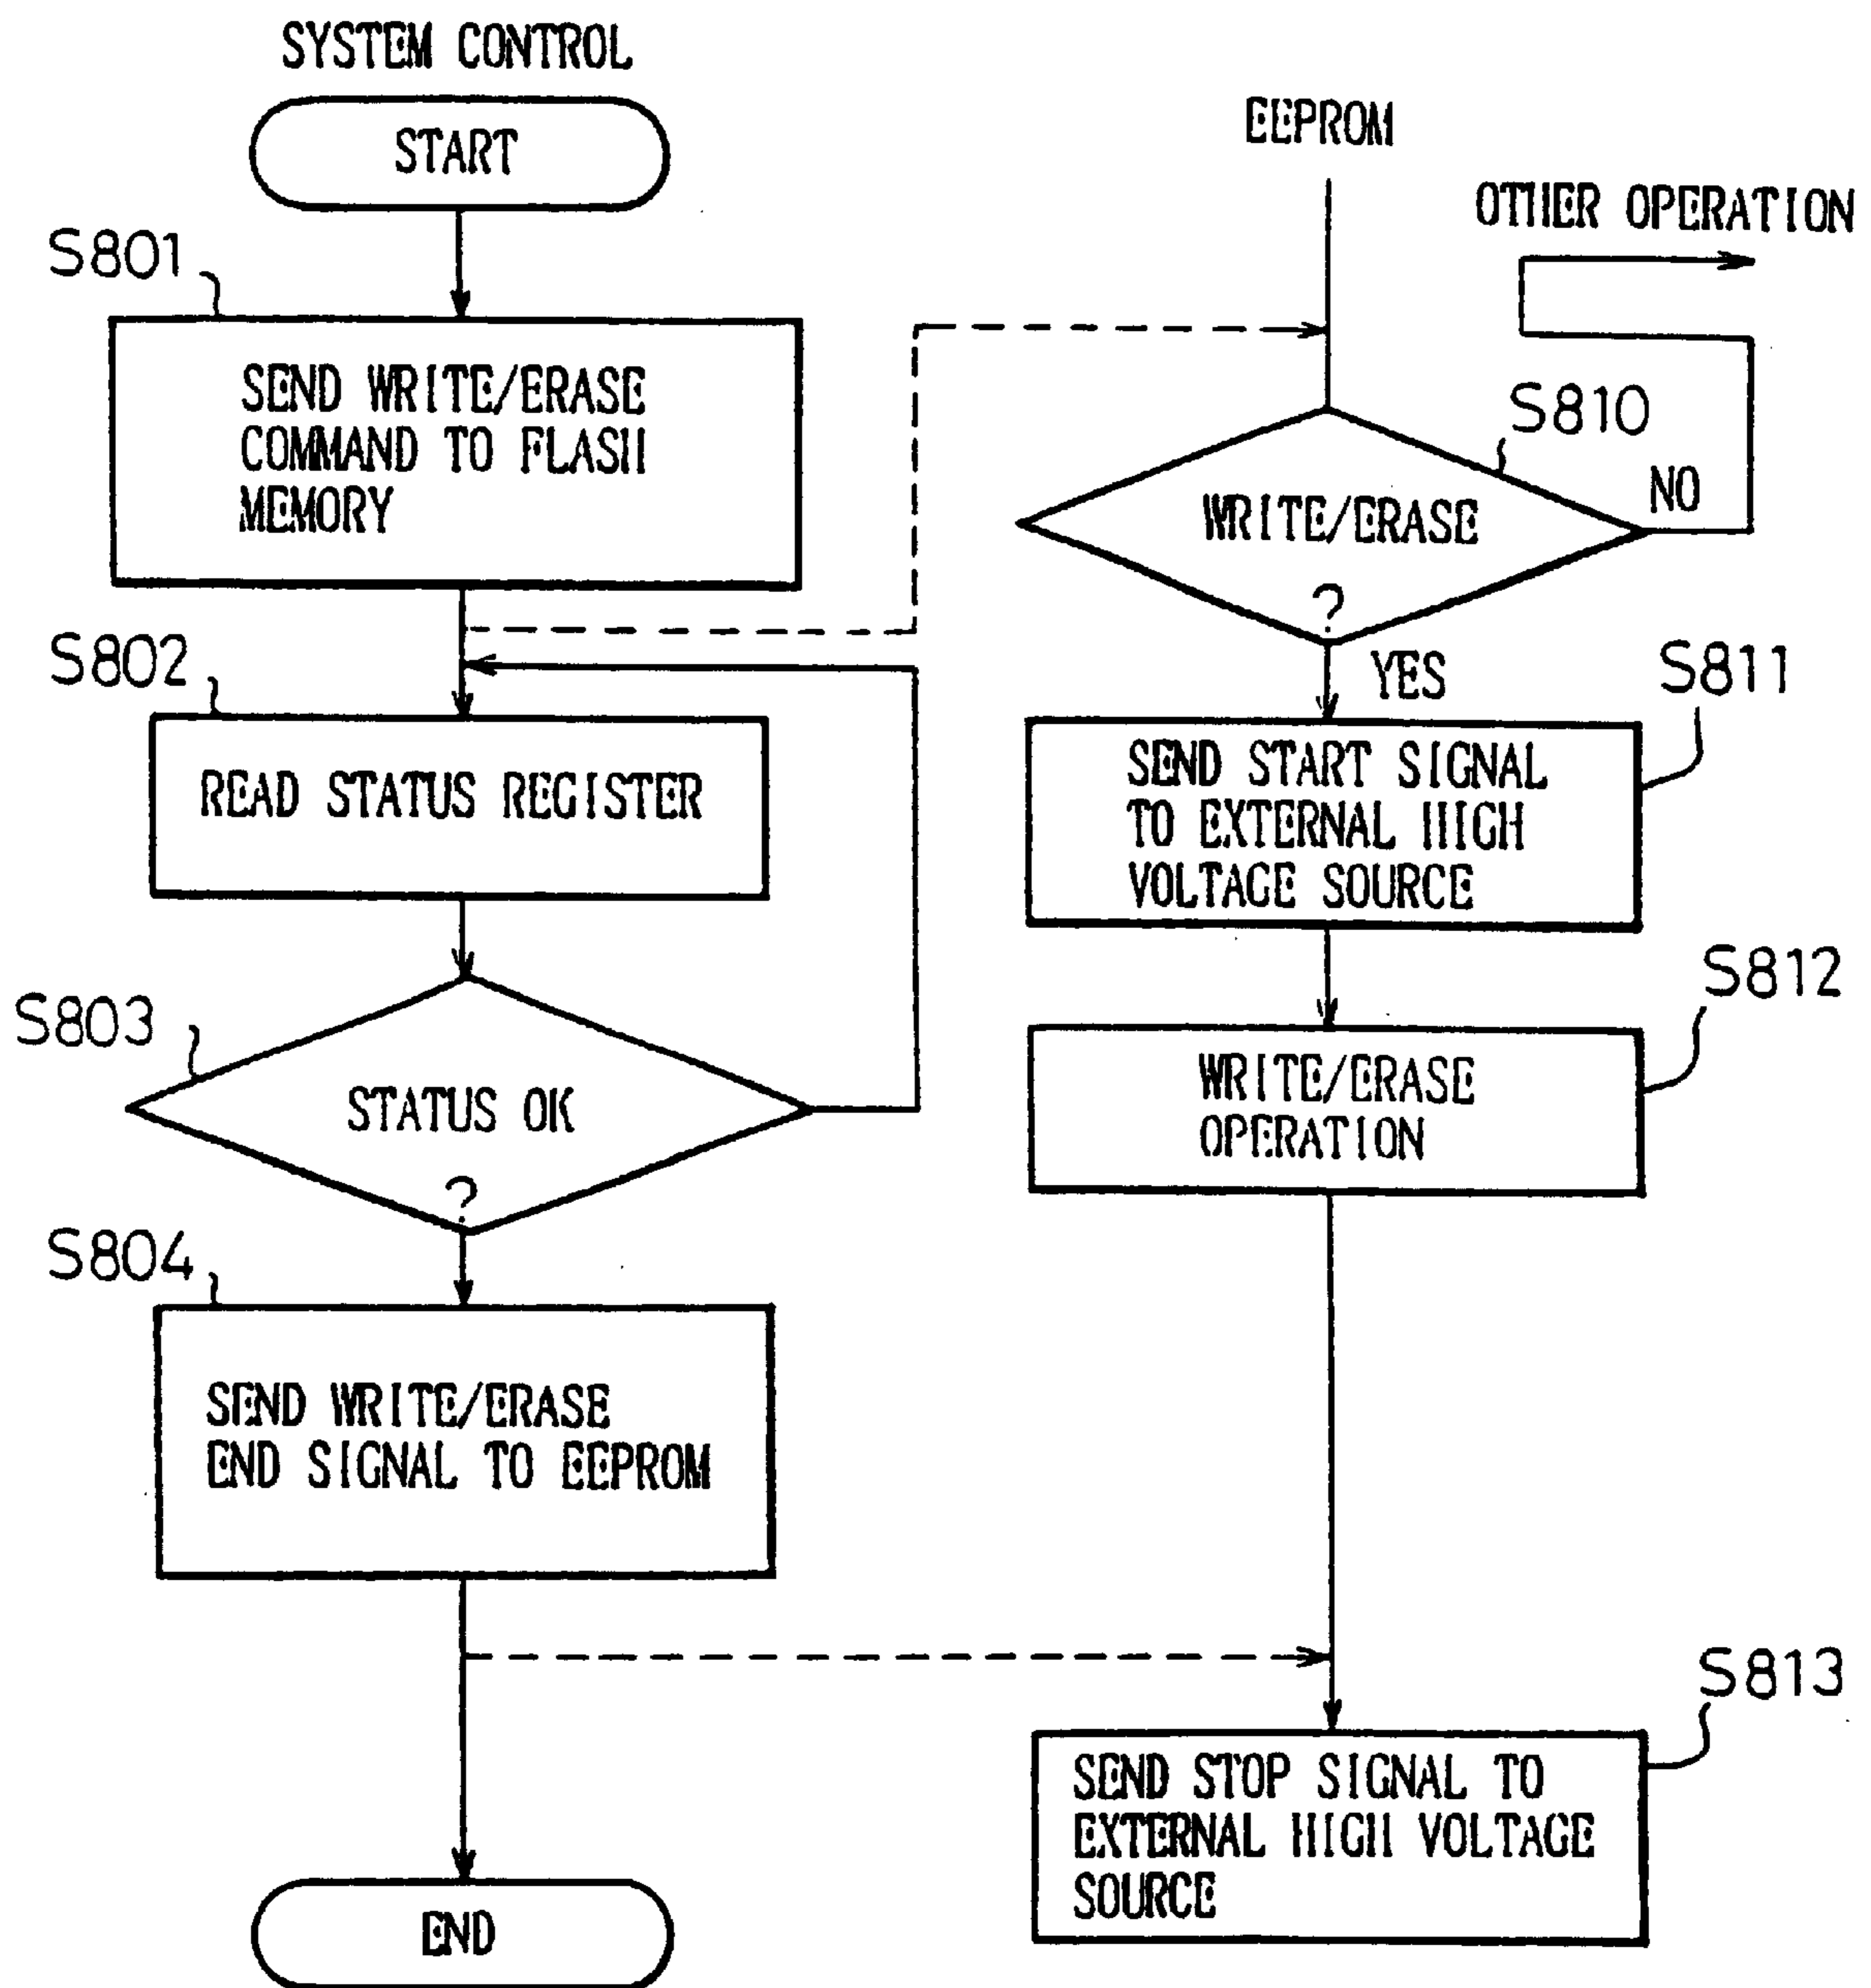 SYSTEM CONTROL
START
S801
SEND WRITE/ERASE
COMMAND TO FLASH
MEMORY
S802
READ STATUS REGISTER
S803
STATUS OK
?
S804
SEND WRITE/ERASE
END SIGNAL TO EEPROM
END
EEPROM
OTHER OPERATION
S810
WRITE/ERASE
?
NO
YES
S811
SEND START SIGNAL
TO EXTERNAL HIGH
VOLTAGE SOURCE
S812
WRITE/ERASE
OPERATION
S813
SEND STOP SIGNAL TO
EXTERNAL HIGH VOLTAGE
SOURCE